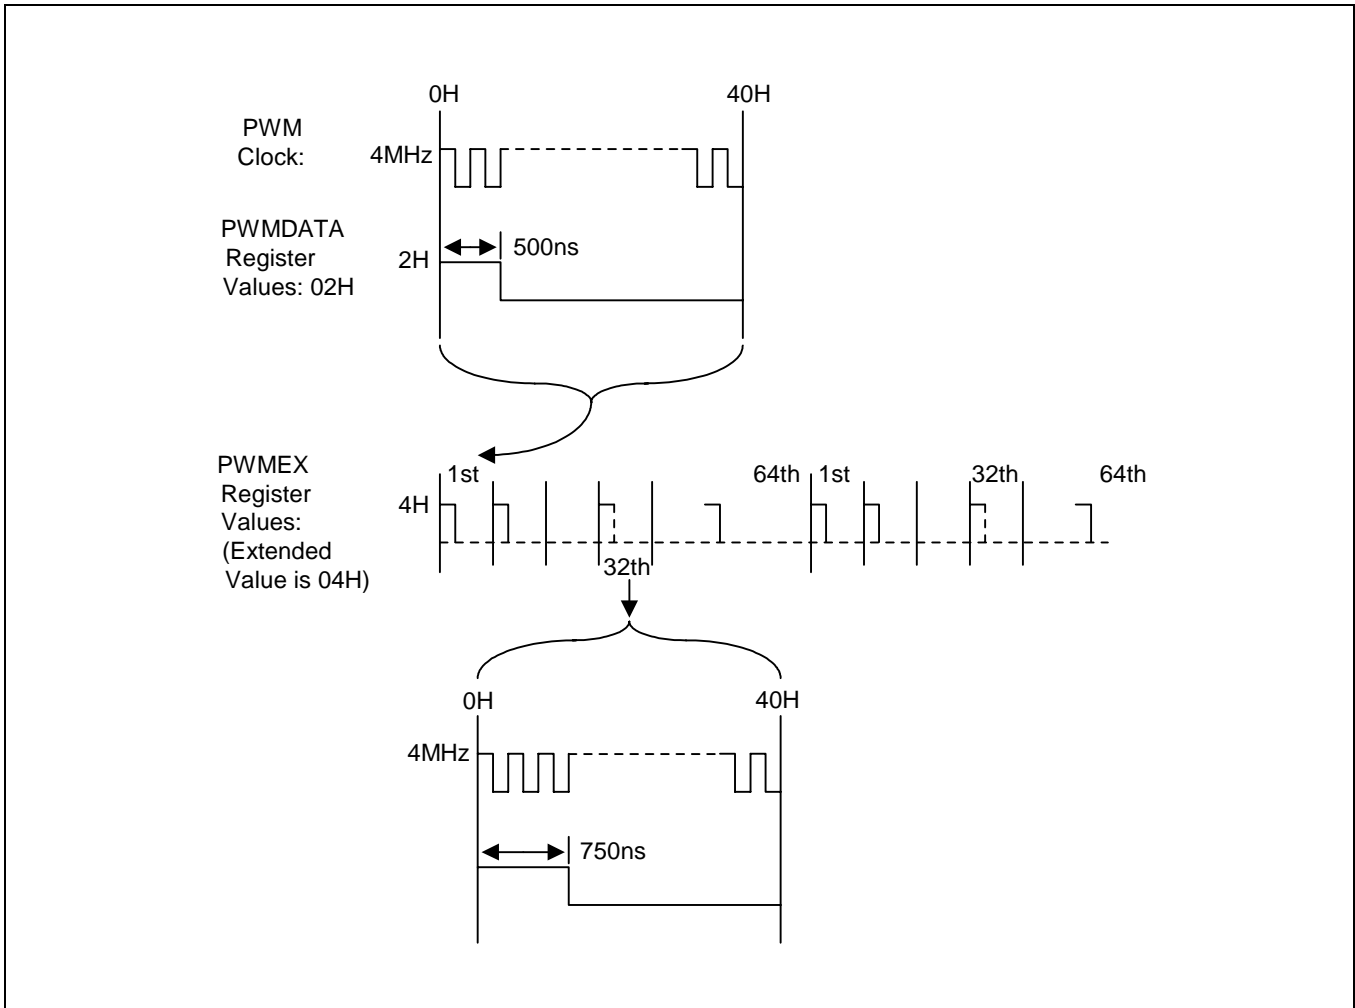 0H
40H
PWM
Clock:
4MHz
PWMDATA
Register
Values: 02H
2H
500ns
PWMEX
Register
Values:
(Extended
Value is 04H)
4H
1st
64th
1st
32th
64th
32th
0H
40H
4MHz
750ns